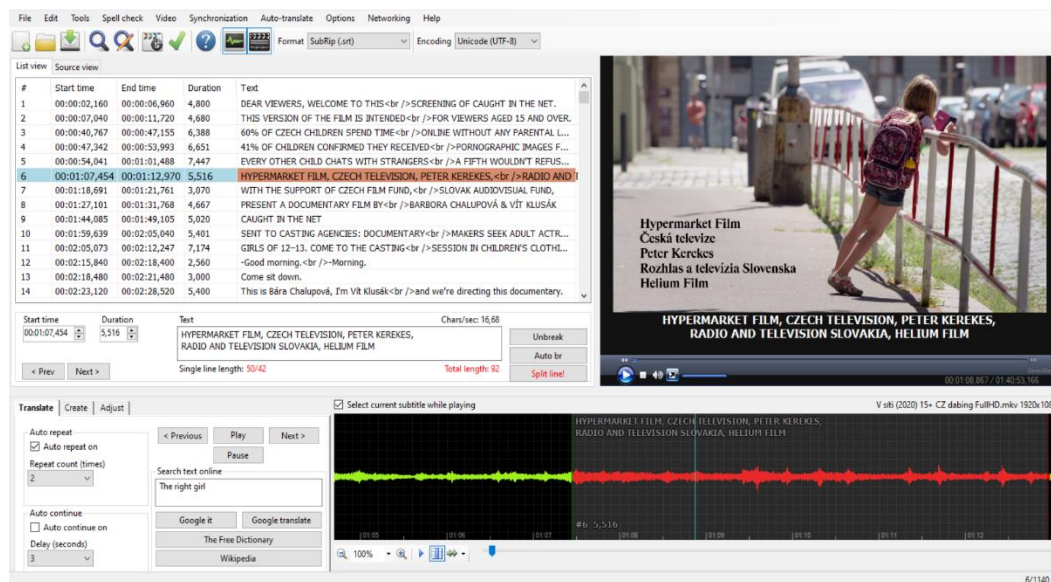 File Edit Tools Spell check Video Synchronization Auto-translate Options Networking Help
Format SubRip (.srt) Encoding Unicode (UTF-8)
List view Source view
# Start time End time Duration Text
1 00:00:02,160 00:00:06,960 4,800 DEAR VIEWERS, WELCOME TO THIS<br />SCREENING OF CAUGHT IN THE NET.
2 00:00:07,040 00:00:11,720 4,680 THIS VERSION OF THE FILM IS INTENDED<br />FOR VIEWERS AGED 15 AND OVER.
3 00:00:40,767 00:00:47,155 6,388 60% OF CZECH CHILDREN SPEND TIME<br />ONLINE WITHOUT ANY PARENTAL L...
4 00:00:47,342 00:00:53,993 6,651 41% OF CHILDREN CONFIRMED THEY RECEIVED<br />PORNOGRAPHIC IMAGES F...
5 00:00:54,041 00:01:01,488 7,447 EVERY OTHER CHILD CHATS WITH STRANGERS<br />A FIFTH WOULDN'T REFUS...
6 00:01:07,454 00:01:12,970 5,516 HYPERMARKET FILM, CZECH TELEVISION, PETER KEREKES,<br />RADIO AND
7 00:01:18,691 00:01:21,761 3,070 WITH THE SUPPORT OF CZECH FILM FUND,<br />SLOVAK AUDIOVISUAL FUND,
8 00:01:27,101 00:01:31,768 4,667 PRESENT A DOCUMENTARY FILM BY<br />BARBORA CHALUPOVÁ & VÍT KLUSÁK
9 00:01:44,085 00:01:49,105 5,020 CAUGHT IN THE NET
10 00:01:59,639 00:02:05,040 5,401 SENT TO CASTING AGENCIES: DOCUMENTARY<br />MAKERS SEEK ADULT ACTR...
11 00:02:05,073 00:02:12,247 7,174 GIRLS OF 12–13. COME TO THE CASTING<br />SESSION IN CHILDREN'S CLOTHI...
12 00:02:15,840 00:02:18,400 2,560 -Good morning.<br />-Morning.
13 00:02:18,480 00:02:21,480 3,000 Come sit down.
14 00:02:23,120 00:02:28,520 5,400 This is Bára Chalupová, I'm Vít Klusák<br />and we're directing this documentary.
Start time Duration Text Chars/sec: 16,68
00:01:07,454 5,516 HYPERMARKET FILM, CZECH TELEVISION, PETER KEREKES,
RADIO AND TELEVISION SLOVAKIA, HELIUM FILM
Unbreak
Auto br
Split line!
< Prev Next > Single line length: 50/42 Total length: 92
Hypermarket Film
Česká televize
Peter Kerekes
Rozhlas a televízia Slovenska
Helium Film
HYPERMARKET FILM, CZECH TELEVISION, PETER KEREKES,
RADIO AND TELEVISION SLOVAKIA, HELIUM FILM
00:01:08.867 / 01:40:53,166
Translate Create Adjust
Auto repeat
Auto repeat on
Repeat count (times)
2
Auto continue
Auto continue on
Delay (seconds)
3
< Previous Play Next >
Pause
Search text online
The right girl
Google it Google translate
The Free Dictionary
Wikipedia
Select current subtitle while playing V síti (2020) 15+ CZ dabing FullHD.mkv 1920x108
HYPERMARKET FILM, CZECH TELEVISION, PETER KEREKES,
RADIO AND TELEVISION SLOVAKIA, HELIUM FILM
#6 5,516
01:05 01:06 01:07 01:08 01:09 01:10 01:11 01:12
100%
6/1140